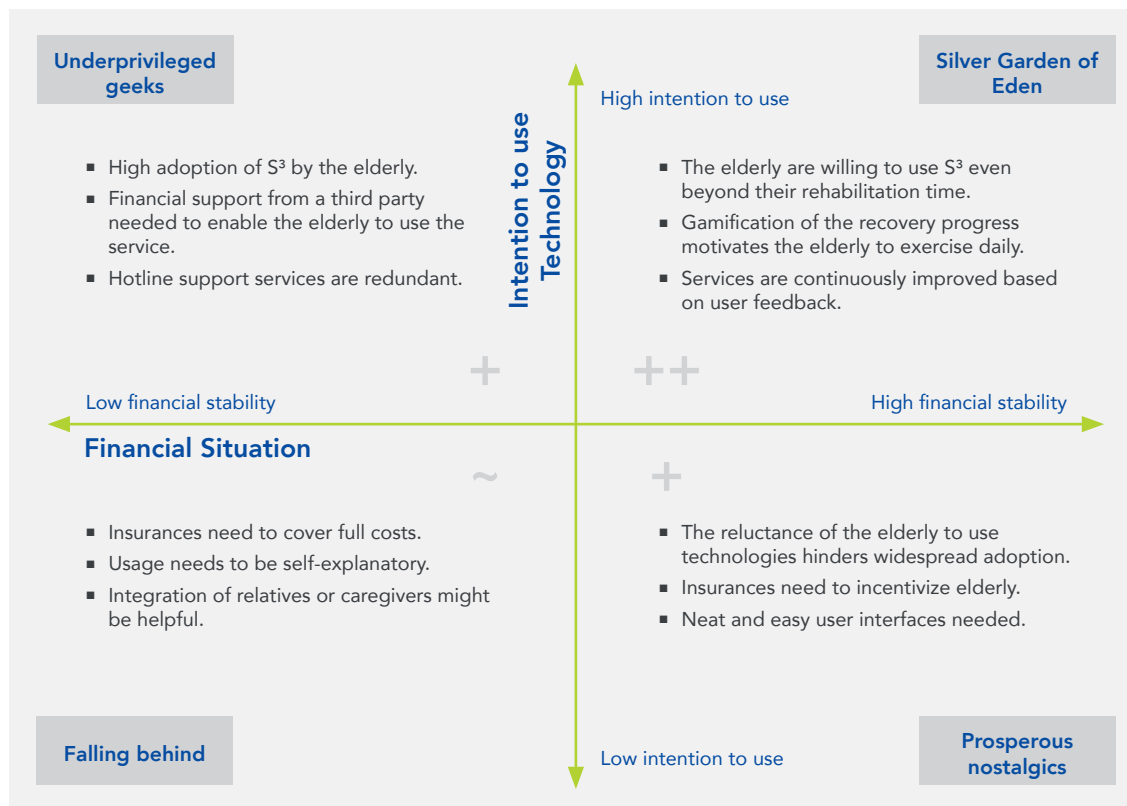 Underprivileged
geeks
Silver Garden of
Eden
High intention to use
Intention to use
Technology
■ High adoption of S³ by the elderly.
■ Financial support from a third party
needed to enable the elderly to use the
service.
■ Hotline support services are redundant.
■ The elderly are willing to use S³ even
beyond their rehabilitation time.
■ Gamification of the recovery progress
motivates the elderly to exercise daily.
■ Services are continuously improved based
on user feedback.
+
++
Low financial stability
High financial stability
Financial Situation
~
+
■ Insurances need to cover full costs.
■ Usage needs to be self-explanatory.
■ Integration of relatives or caregivers might
be helpful.
■ The reluctance of the elderly to use
technologies hinders widespread adoption.
■ Insurances need to incentivize elderly.
■ Neat and easy user interfaces needed.
Falling behind
Low intention to use
Prosperous
nostalgics